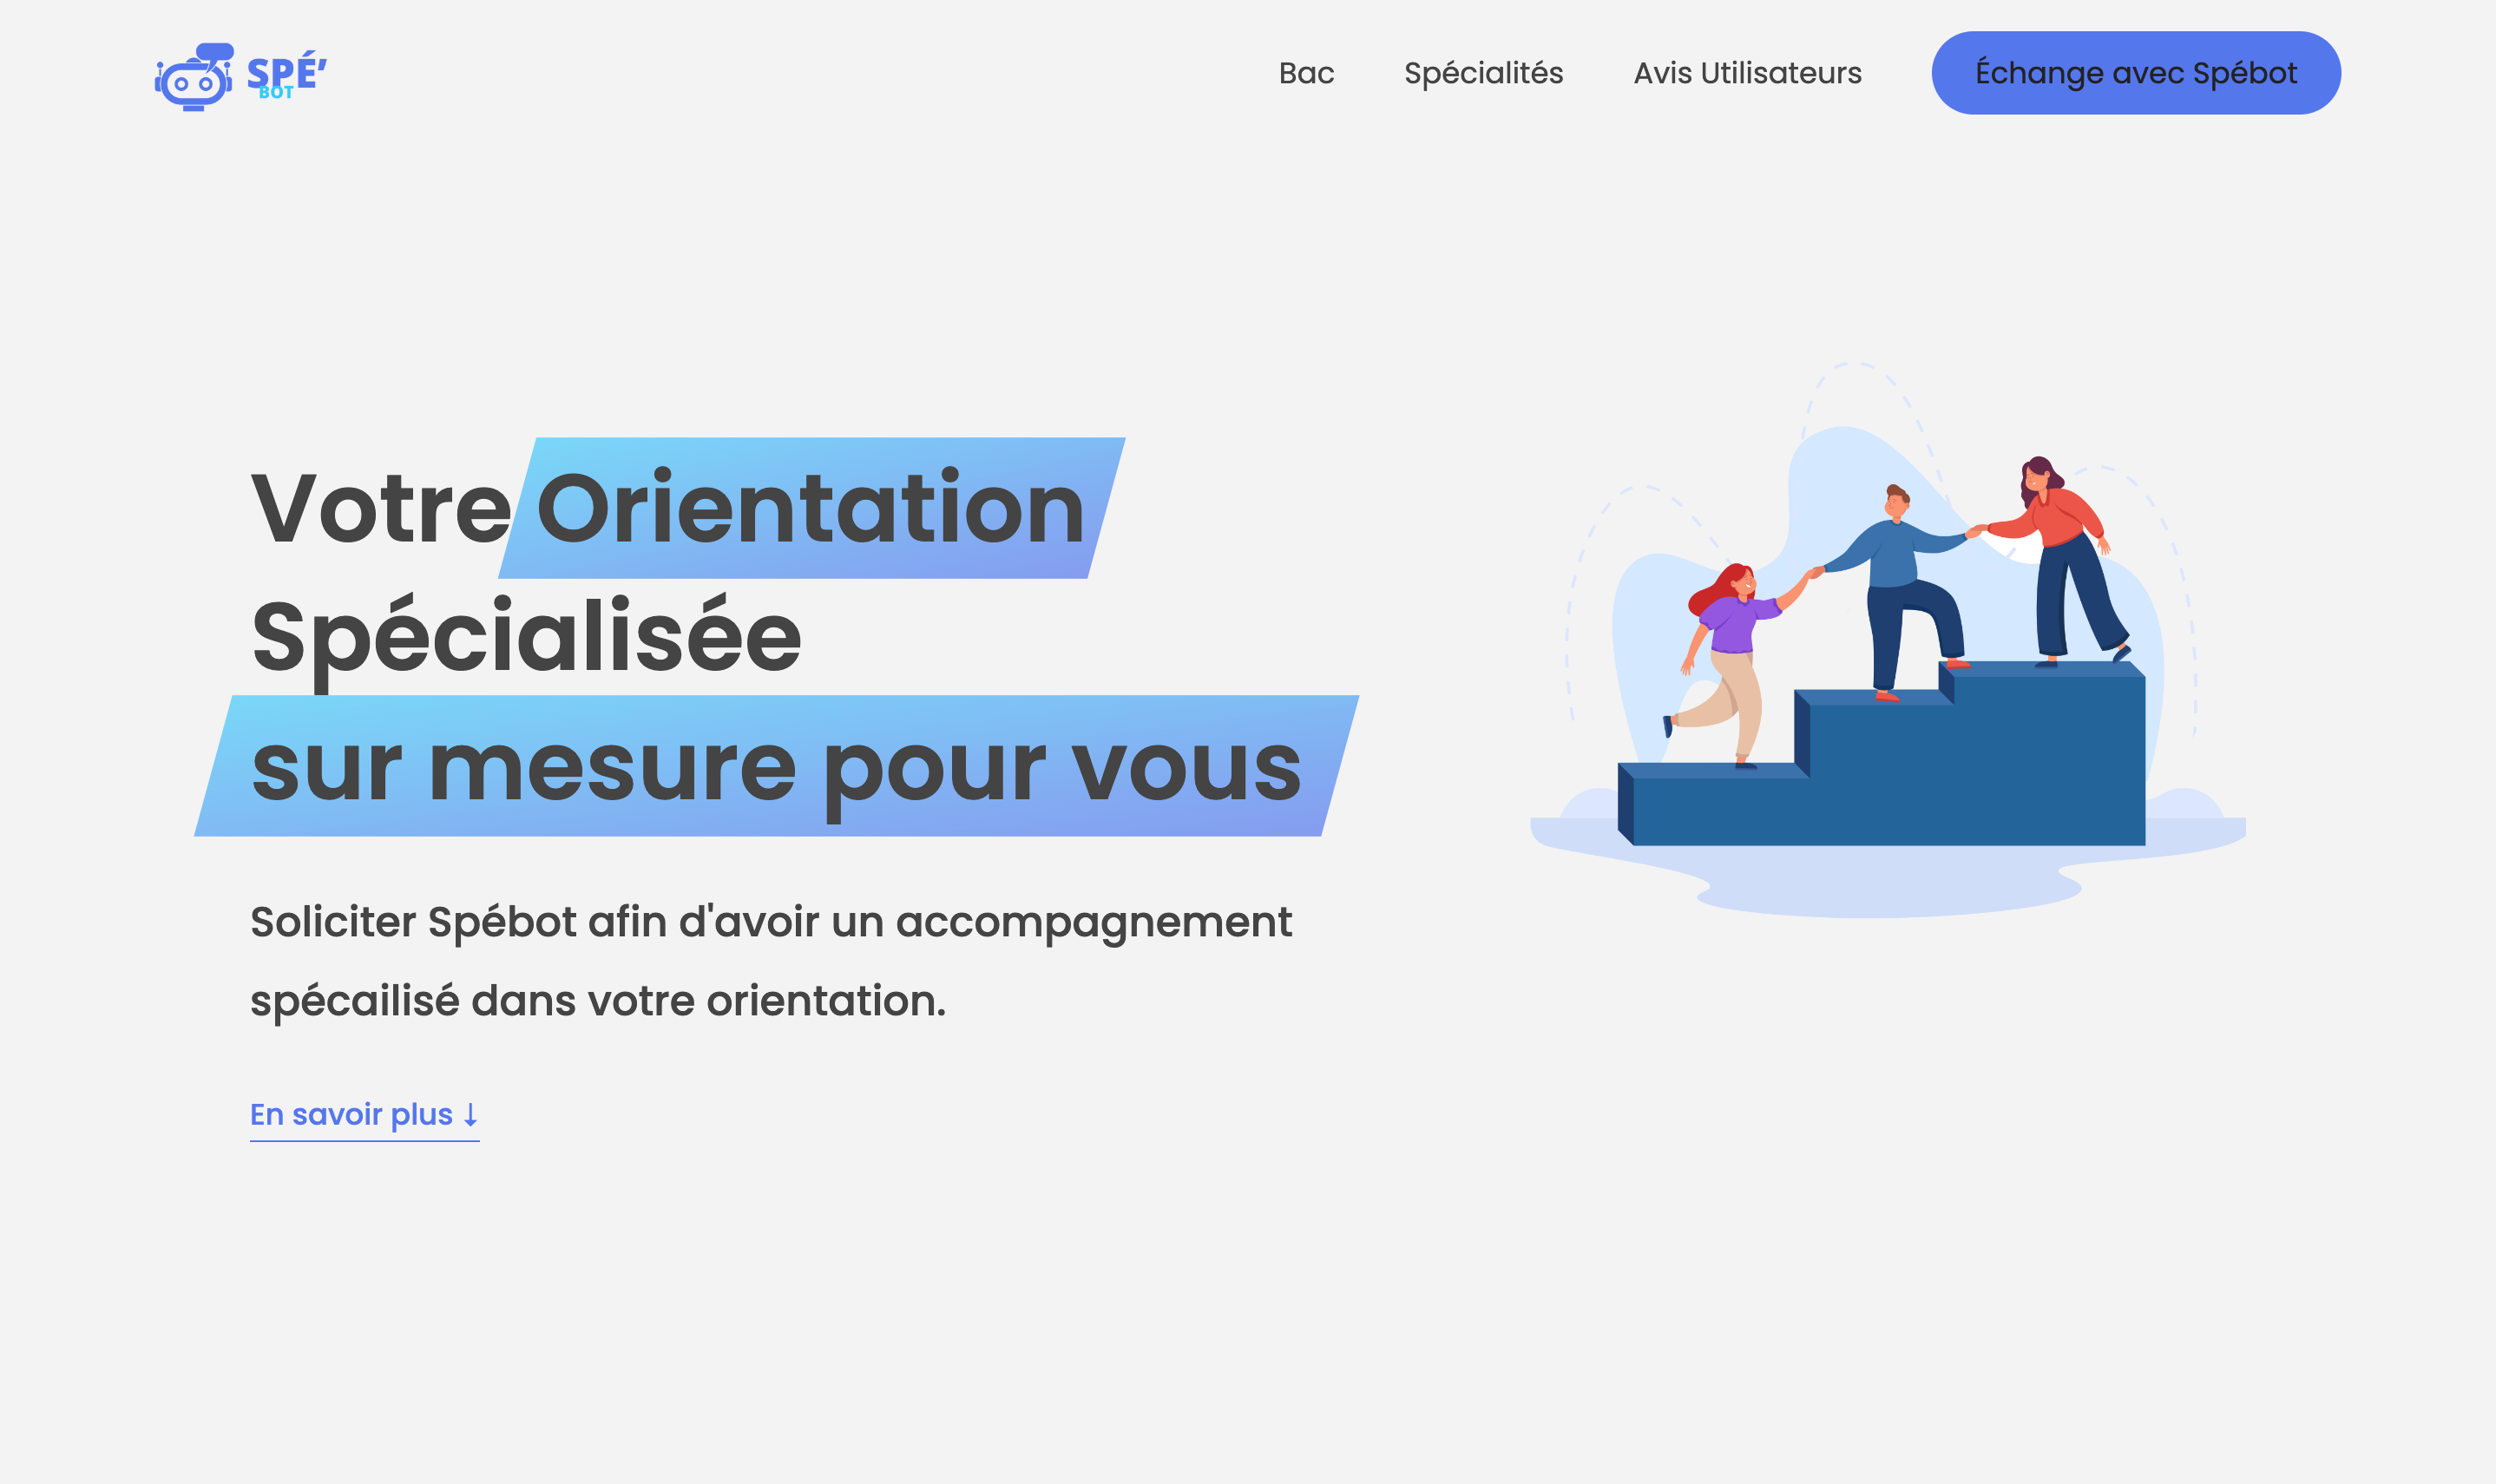 SPÉ'
BOT
Bac
Spécialités
Avis Utilisateurs
Échange avec Spébot
Votre Orientation
Spécialisée
sur mesure pour vous
Soliciter Spébot afin d'avoir un accompagnement
spécailisé dans votre orientation.
En savoir plus ↓